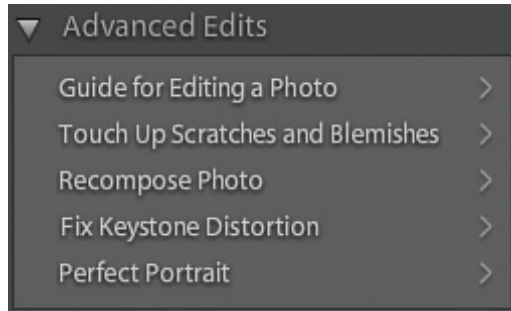 Advanced Edits
Guide for Editing a Photo
Touch Up Scratches and Blemishes
Recompose Photo
Fix Keystone Distortion
Perfect Portrait